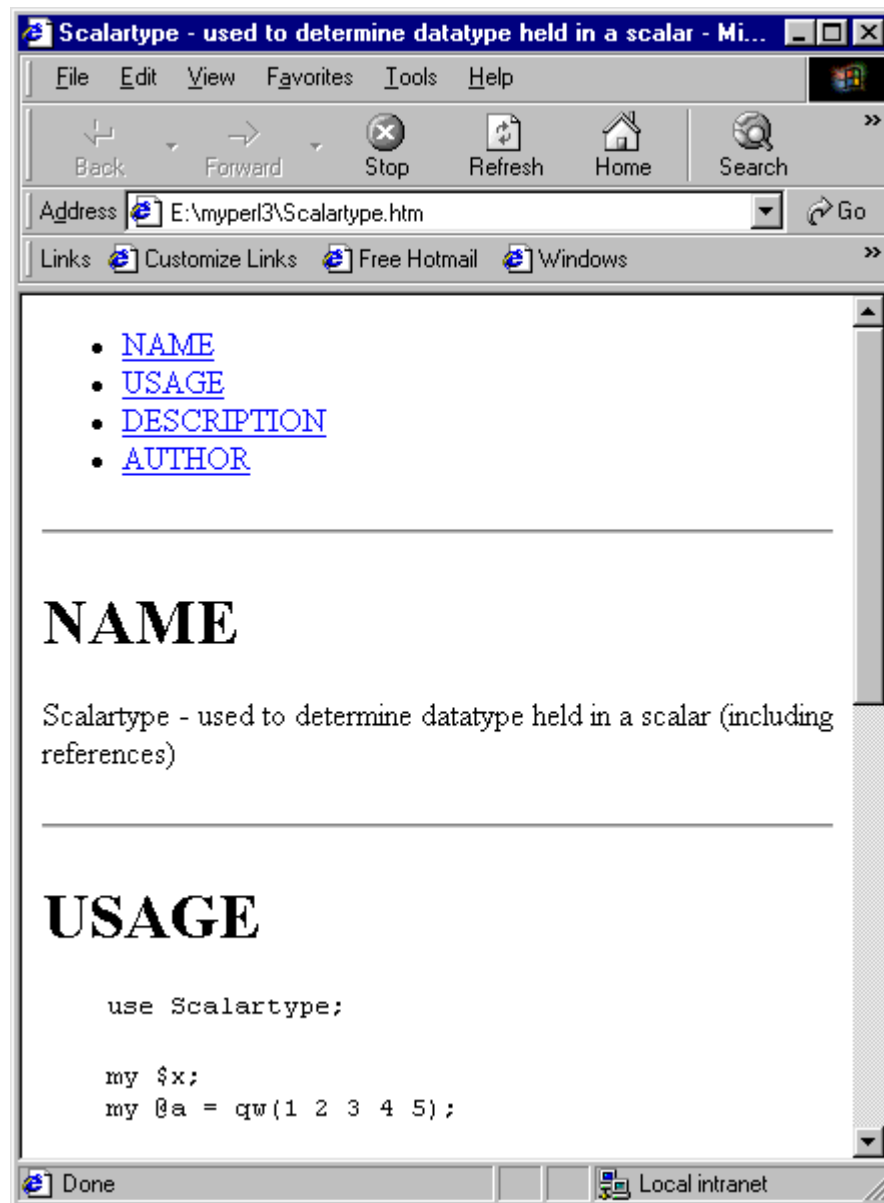 Scalartype - used to determine datatype held in a scalar - Mi...
File Edit View Favorites Tools Help
Back Forward Stop Refresh Home Search »
Address E:\myperl3\Scalartype.htm Go
Links Customize Links Free Hotmail Windows »
• NAME
• USAGE
• DESCRIPTION
• AUTHOR
NAME
Scalartype - used to determine datatype held in a scalar (including
references)
USAGE
use Scalartype;
my $x;
my @a = qw(1 2 3 4 5);
Done Local intranet